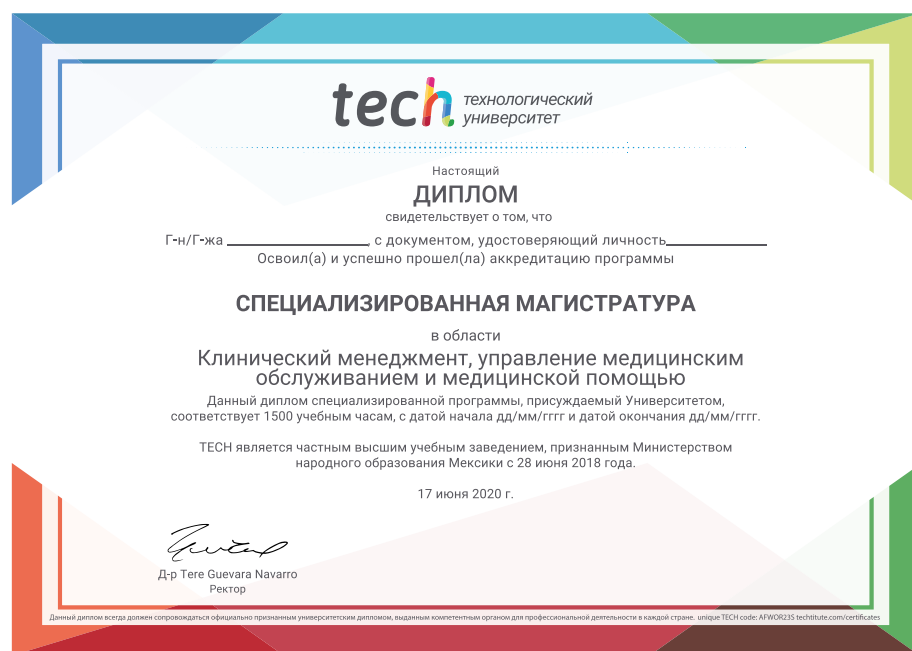 tech технологический
университет
Настоящий
ДИПЛОМ
свидетельствует о том, что
Г-н/Г-жа , с документом, удостоверяющий личность
Освоил(а) и успешно прошел(ла) аккредитацию программы
СПЕЦИАЛИЗИРОВАННАЯ МАГИСТРАТУРА
в области
Клинический менеджмент, управление медицинским
обслуживанием и медицинской помощью
Данный диплом специализированной программы, присуждаемый Университетом,
соответствует 1500 учебным часам, с датой начала дд/мм/гггг и датой окончания дд/мм/гггг.
TECH является частным высшим учебным заведением, признанным Министерством
народного образования Мексики с 28 июня 2018 года.
17 июня 2020 г.
Д-р Tere Guevara Navarro
Ректор
Данный диплом всегда должен сопровождаться официально признанным университетским дипломом, выданным компетентным органом для профессиональной деятельности в каждой стране. unique TECH code: AFWOR23S techtitute.com/certificates